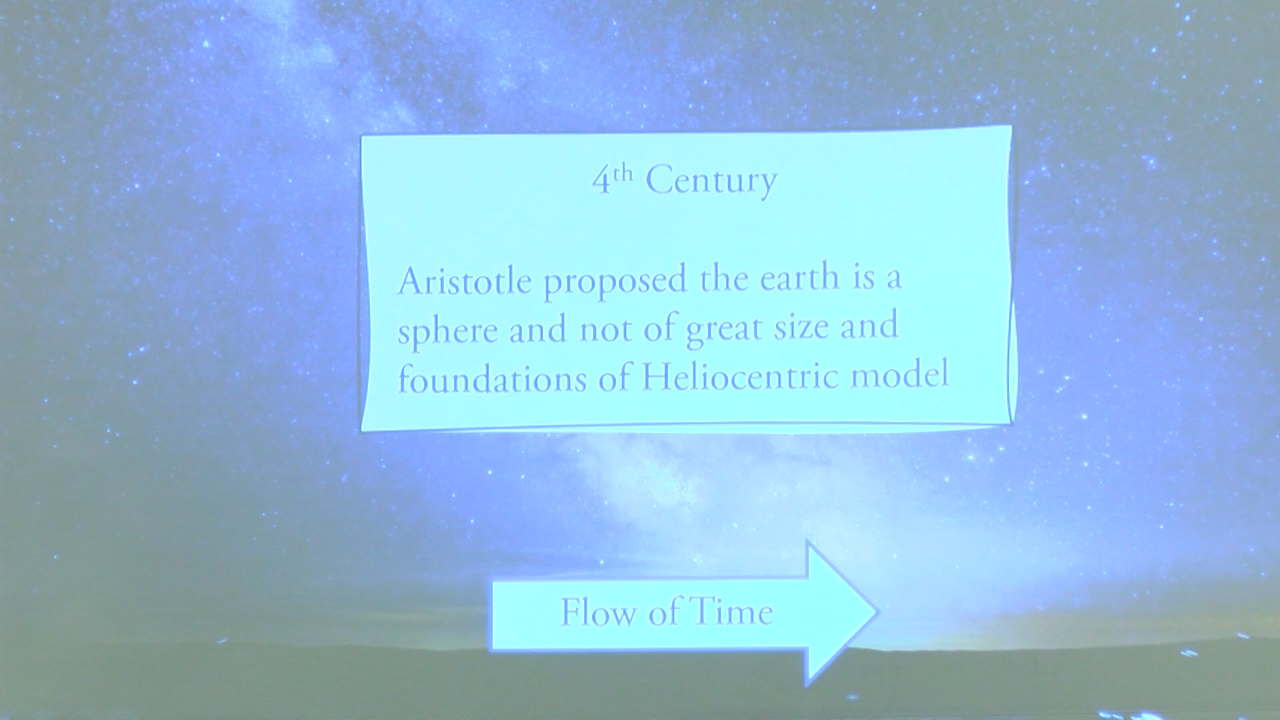 4th Century
Aristotle proposed the earth is a
sphere and not of great size and
foundations of Heliocentric model
Flow of Time